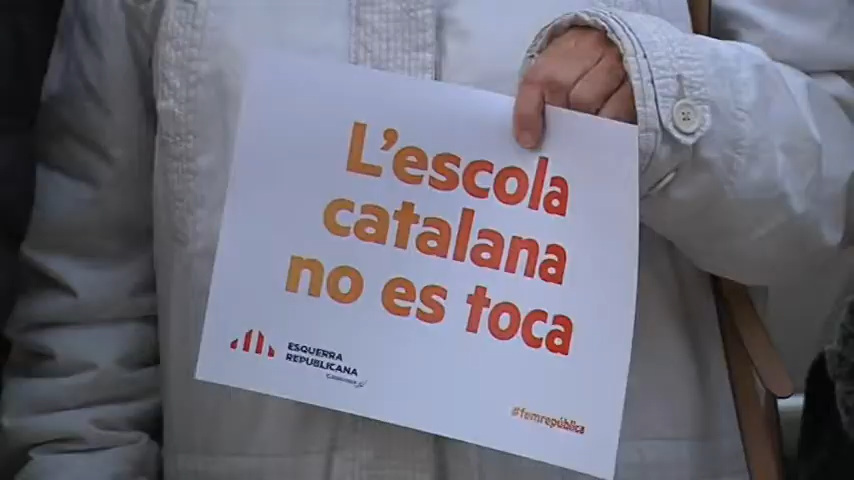 L'escola
catalana
no es toca
ESQUERRA
REPUBLICANA
#femrepública